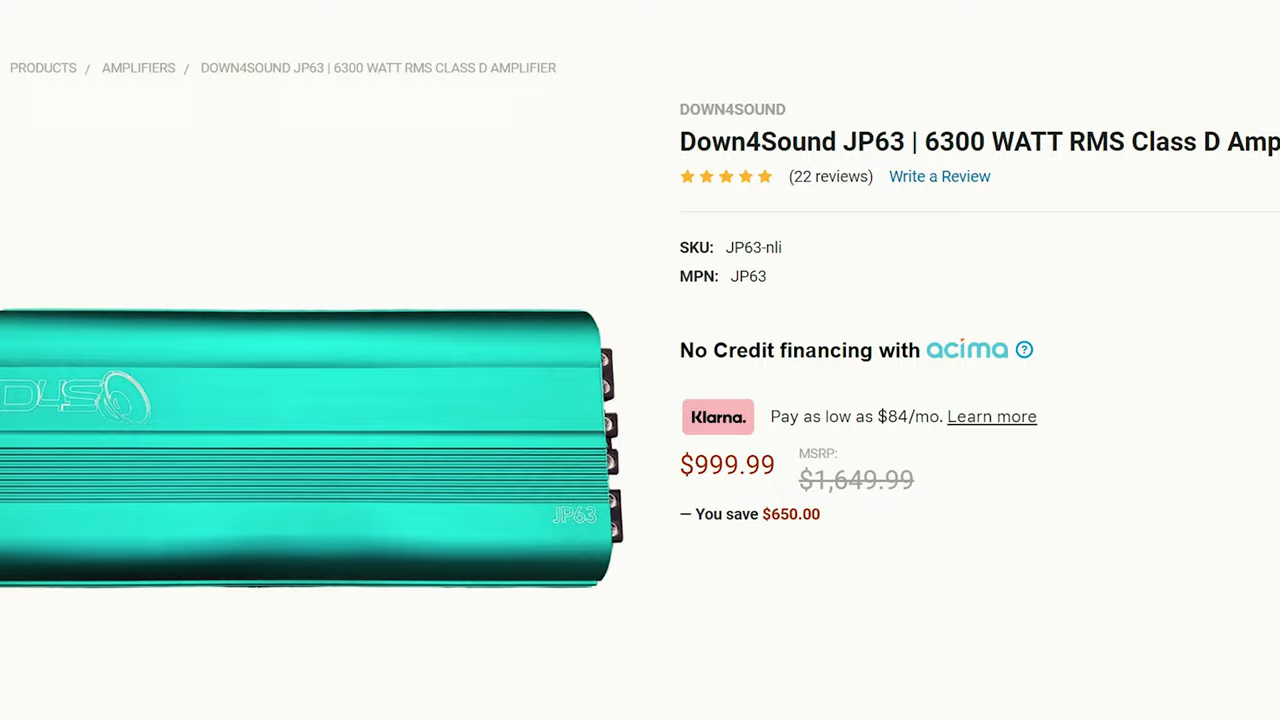 PRODUCTS / AMPLIFIERS / DOWN4SOUND JP63 | 6300 WATT RMS CLASS D AMPLIFIER
DOWN4SOUND
Down4Sound JP63 | 6300 WATT RMS Class D Amp
(22 reviews) Write a Review
SKU: JP63-nli
MPN: JP63
No Credit financing with acima ?
Klarna. Pay as low as $84/mo. Learn more
$999.99 MSRP: $1,649.99
— You save $650.00
D4S
JP63